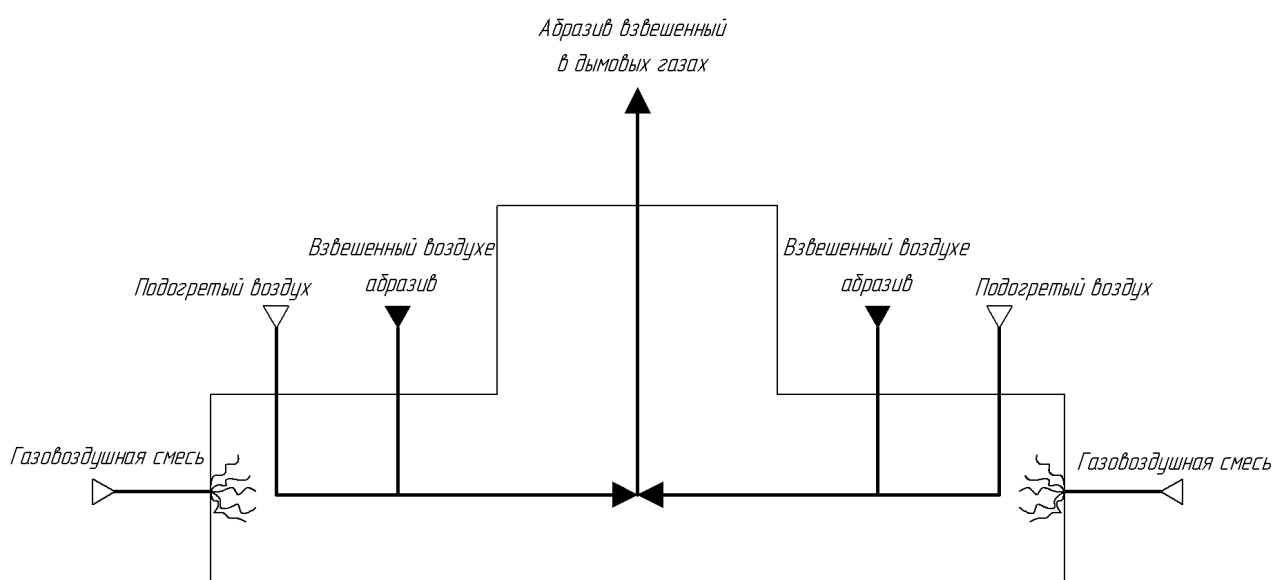 Абразив взвешенный
в дымовых газах
Взвешенный воздухе
абразив
Взвешенный воздухе
абразив
Подогретый воздух
Подогретый воздух
Газовоздушная смесь
Газовоздушная смесь